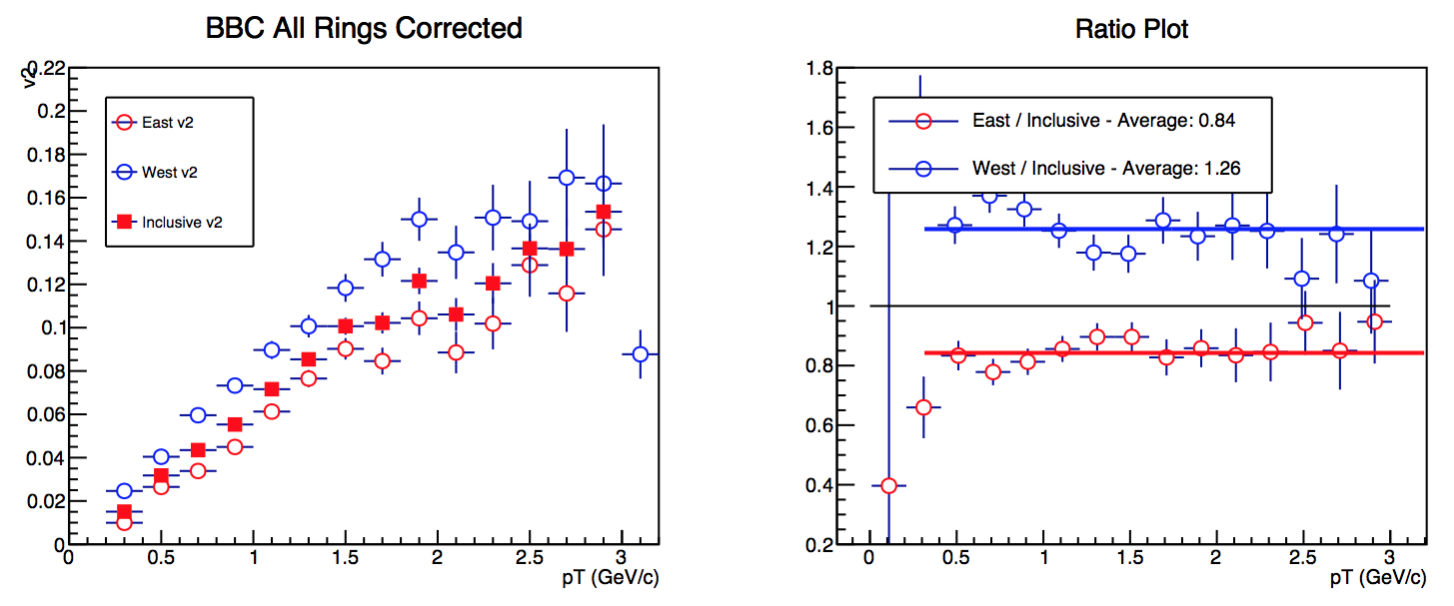 BBC All Rings Corrected
v2
0.22
0.2
0.18
0.16
0.14
0.12
0.1
0.08
0.06
0.04
0.02
0
East v2
West v2
Inclusive v2
0 0.5 1 1.5 2 2.5 3
pT (GeV/c)
Ratio Plot
1.8
1.6
1.4
1.2
1
0.8
0.6
0.4
0.2
East / Inclusive - Average: 0.84
West / Inclusive - Average: 1.26
0 0.5 1 1.5 2 2.5 3
pT (GeV/c)